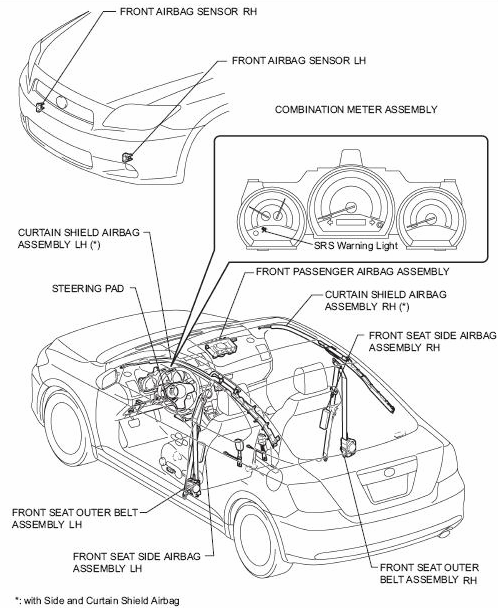 FRONT AIRBAG SENSOR RH
FRONT AIRBAG SENSOR LH
COMBINATION METER ASSEMBLY
SRS Warning Light
CURTAIN SHIELD AIRBAG
ASSEMBLY LH (*)
FRONT PASSENGER AIRBAG ASSEMBLY
STEERING PAD
CURTAIN SHIELD AIRBAG
ASSEMBLY RH (*)
FRONT SEAT SIDE AIRBAG
ASSEMBLY RH
FRONT SEAT OUTER BELT
ASSEMBLY LH
FRONT SEAT SIDE AIRBAG
ASSEMBLY LH
FRONT SEAT OUTER
BELT ASSEMBLY RH
*: with Side and Curtain Shield Airbag